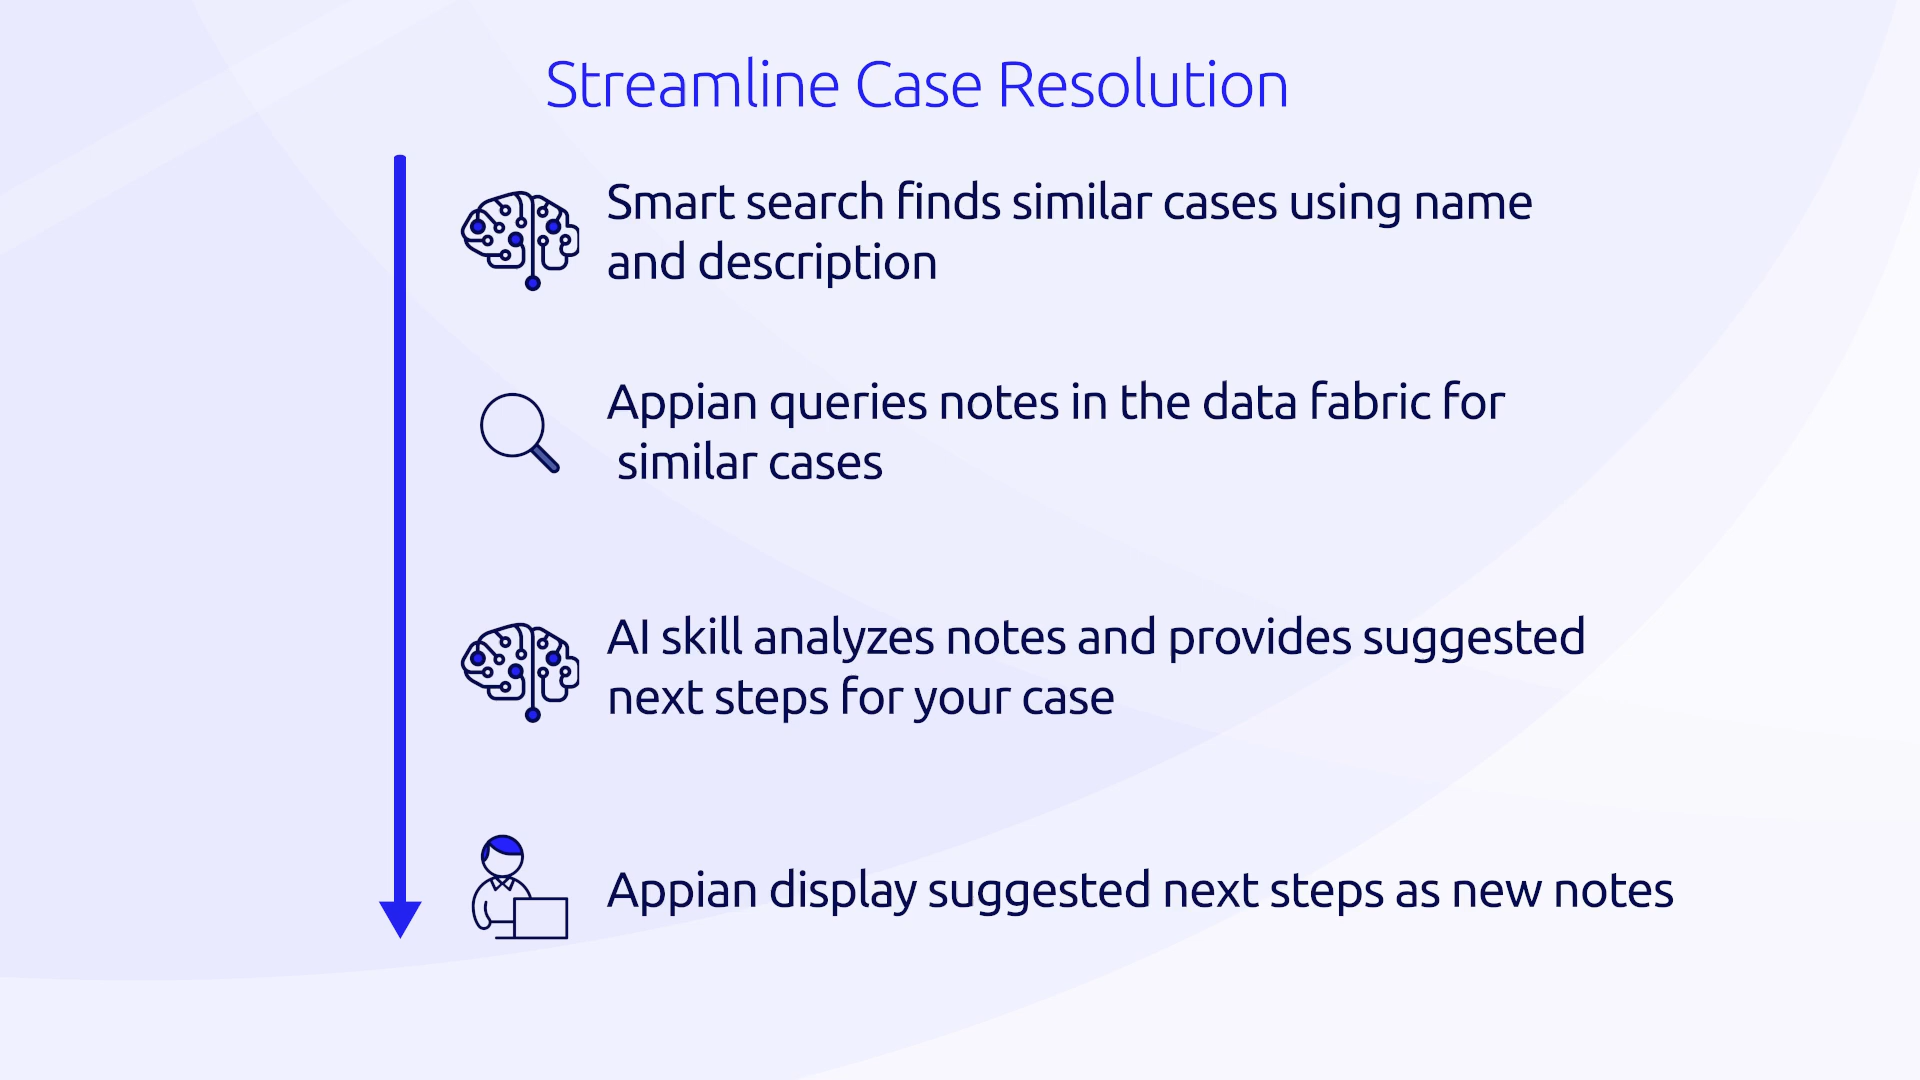 Streamline Case Resolution
Smart search finds similar cases using name
and description
Appian queries notes in the data fabric for
similar cases
AI skill analyzes notes and provides suggested
next steps for your case
Appian display suggested next steps as new notes